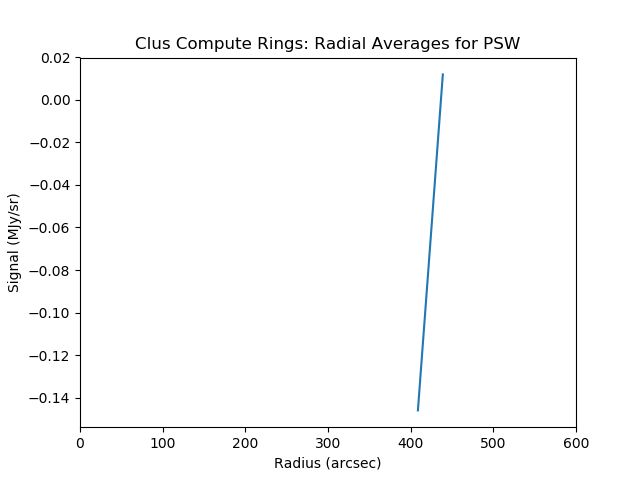 Clus Compute Rings: Radial Averages for PSW
0.02
0.00
−0.02
−0.04
−0.06
−0.08
−0.10
−0.12
−0.14
Signal (MJy/sr)
0 100 200 300 400 500 600
Radius (arcsec)